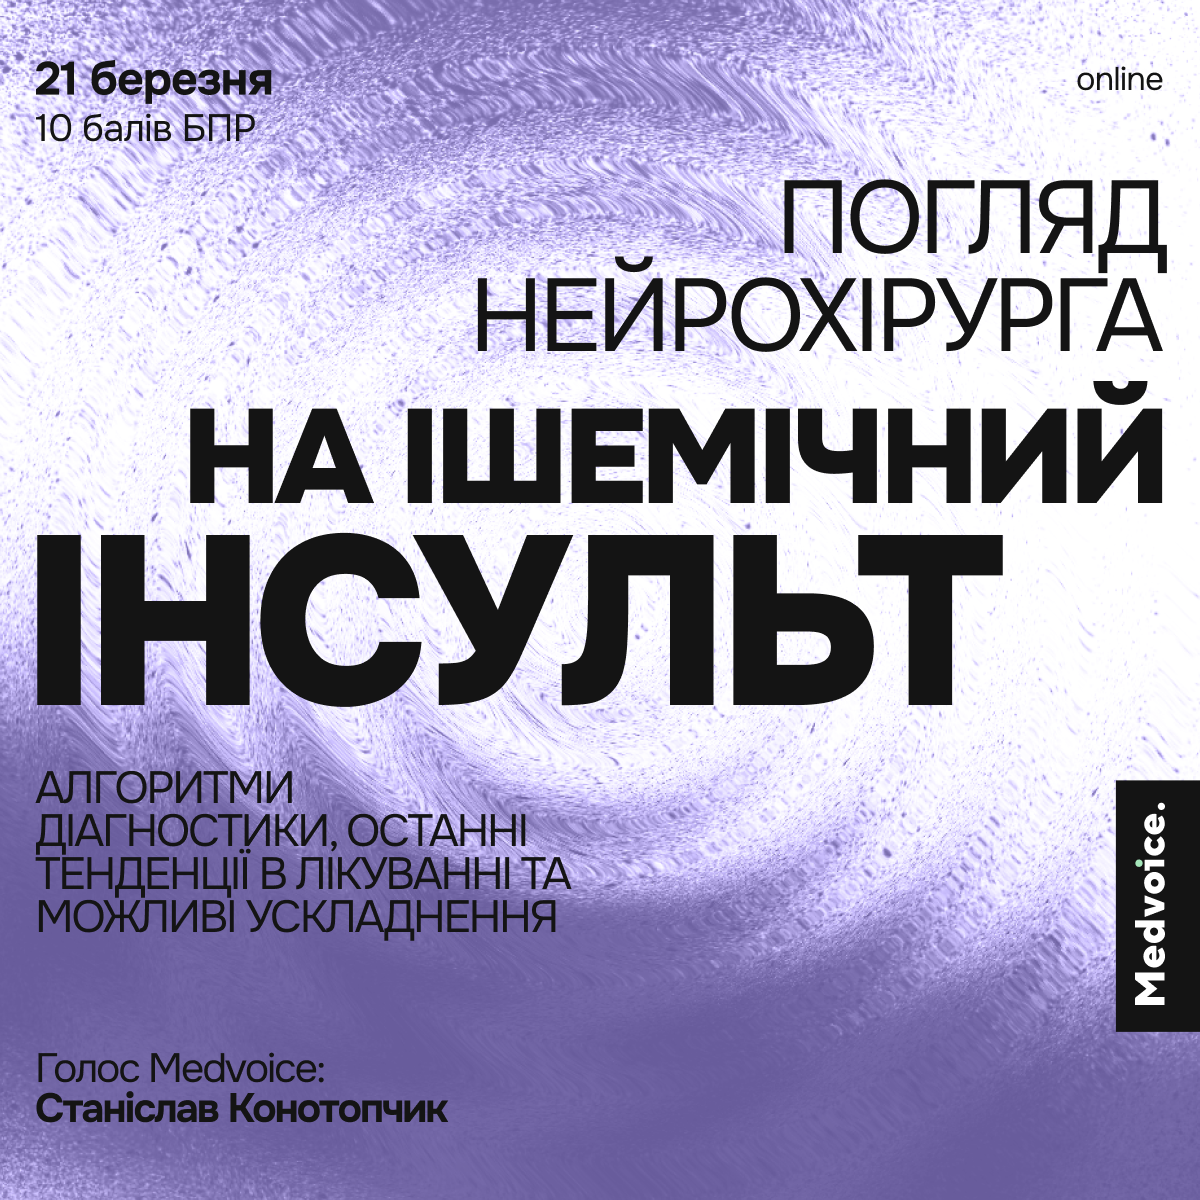 21 березня
10 балів БПР
online
ПОГЛЯД
НЕЙРОХІРУРГА
НА ІШЕМІЧНИЙ
ІНСУЛЬТ
АЛГОРИТМИ
ДІАГНОСТИКИ, ОСТАННІ
ТЕНДЕНЦІЇ В ЛІКУВАННІ ТА
МОЖЛИВІ УСКЛАДНЕННЯ
Medvoice.
Голос Medvoice:
Станіслав Конотопчик